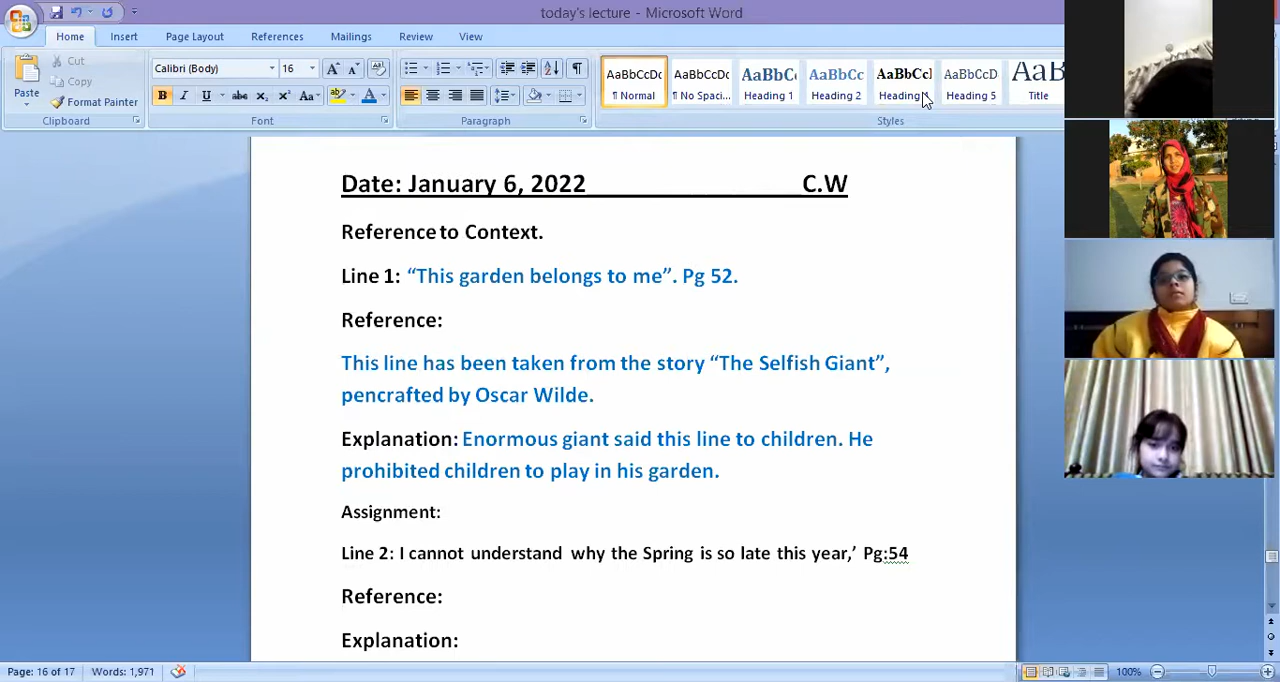 today's lecture - Microsoft Word
Home Insert Page Layout References Mailings Review View
Paste
Cut
Copy
Format Painter
Clipboard
Calibri (Body) 16
Font
Paragraph
AaBbCcDc AaBbCcDc AaBbC AaBbCc AaBbCcI AaBbCcD AaB
¶ Normal ¶ No Spaci... Heading 1 Heading 2 Heading Heading 5 Title
Styles
Date: January 6, 2022 C.W
Reference to Context.
Line 1: “This garden belongs to me”. Pg 52.
Reference:
This line has been taken from the story “The Selfish Giant”,
pencrafted by Oscar Wilde.
Explanation: Enormous giant said this line to children. He
prohibited children to play in his garden.
Assignment:
Line 2: I cannot understand why the Spring is so late this year,’ Pg:54
Reference:
Explanation:
Page: 16 of 17 Words: 1,971 100%